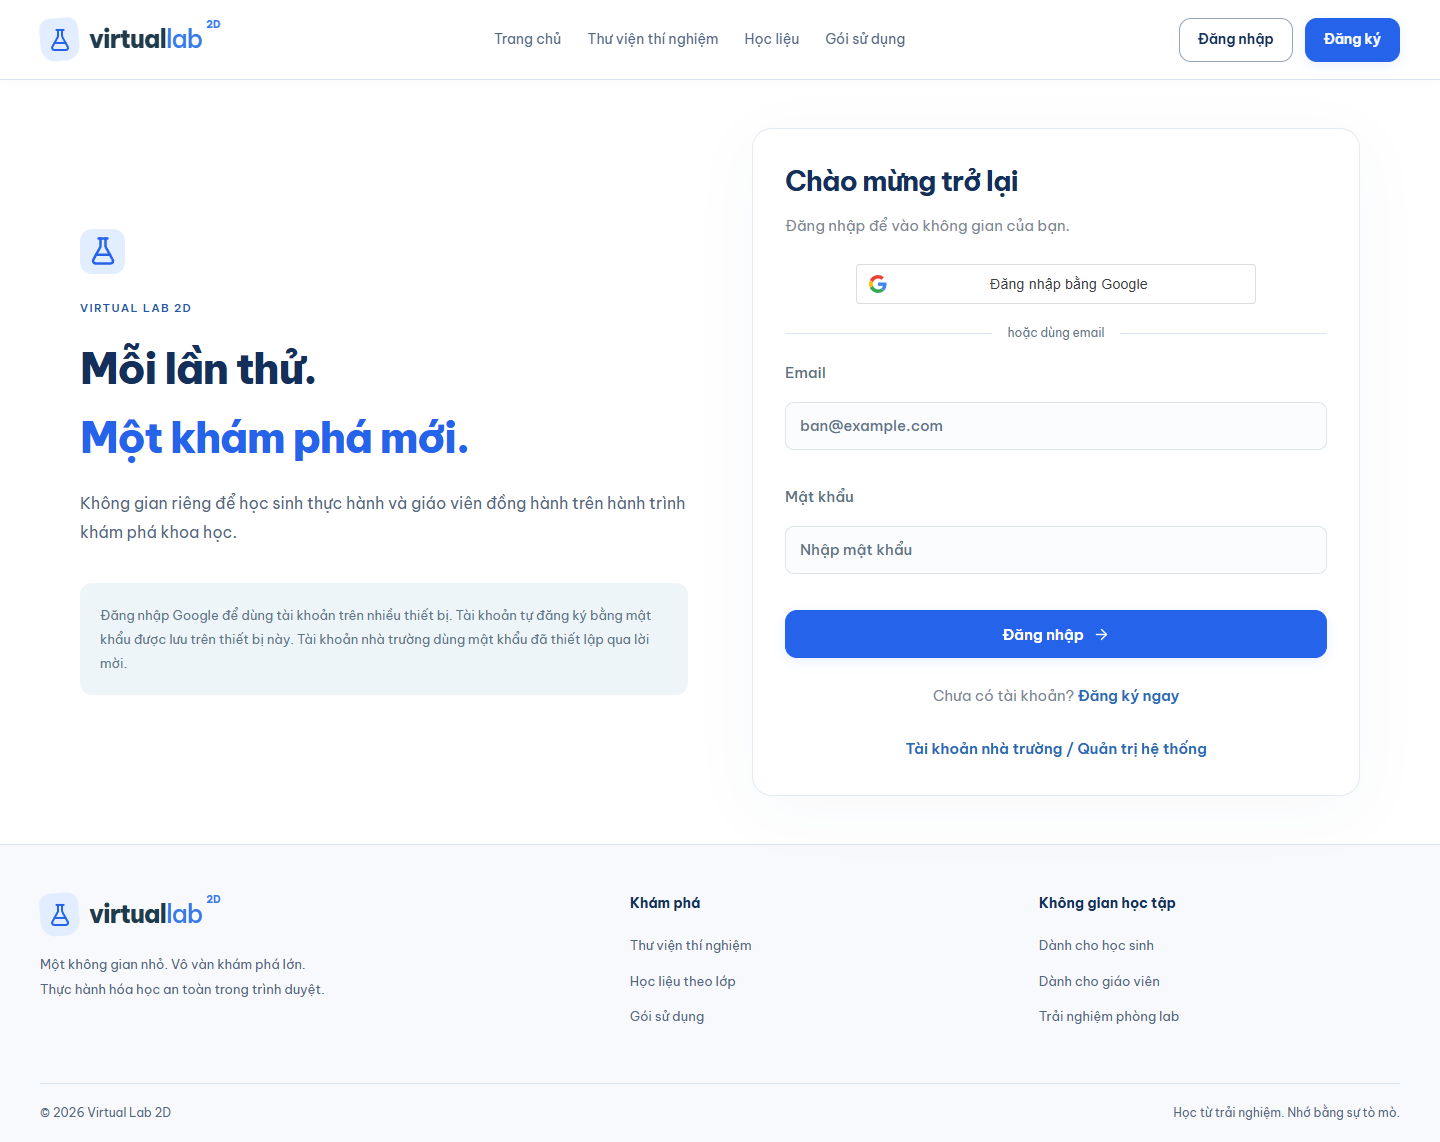 virtuallab 2D
Trang chủ
Thư viện thí nghiệm
Học liệu
Gói sử dụng
Đăng nhập
Đăng ký
VIRTUAL LAB 2D
Mỗi lần thử.
Một khám phá mới.
Không gian riêng để học sinh thực hành và giáo viên đồng hành trên hành trình
khám phá khoa học.
Đăng nhập Google để dùng tài khoản trên nhiều thiết bị. Tài khoản tự đăng ký bằng mật
khẩu được lưu trên thiết bị này. Tài khoản nhà trường dùng mật khẩu đã thiết lập qua lời
mời.
Chào mừng trở lại
Đăng nhập để vào không gian của bạn.
Đăng nhập bằng Google
hoặc dùng email
Email
ban@example.com
Mật khẩu
Nhập mật khẩu
Đăng nhập →
Chưa có tài khoản? Đăng ký ngay
Tài khoản nhà trường / Quản trị hệ thống
virtuallab 2D
Một không gian nhỏ. Vô vàn khám phá lớn.
Thực hành hóa học an toàn trong trình duyệt.
Khám phá
Thư viện thí nghiệm
Học liệu theo lớp
Gói sử dụng
Không gian học tập
Dành cho học sinh
Dành cho giáo viên
Trải nghiệm phòng lab
© 2026 Virtual Lab 2D
Học từ trải nghiệm. Nhớ bằng sự tò mò.